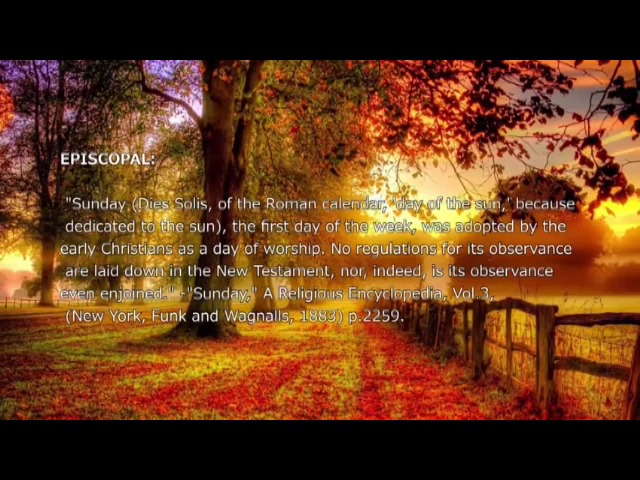 EPISCOPAL:
"Sunday (Dies Solis, of the Roman calendar, 'day of the sun,' because
dedicated to the sun), the first day of the week, was adopted by the
early Christians as a day of worship. No regulations for its observance
are laid down in the New Testament, nor, indeed, is its observance
even enjoined." -"Sunday," A Religious Encyclopedia, Vol.3,
(New York, Funk and Wagnalls, 1883) p.2259.